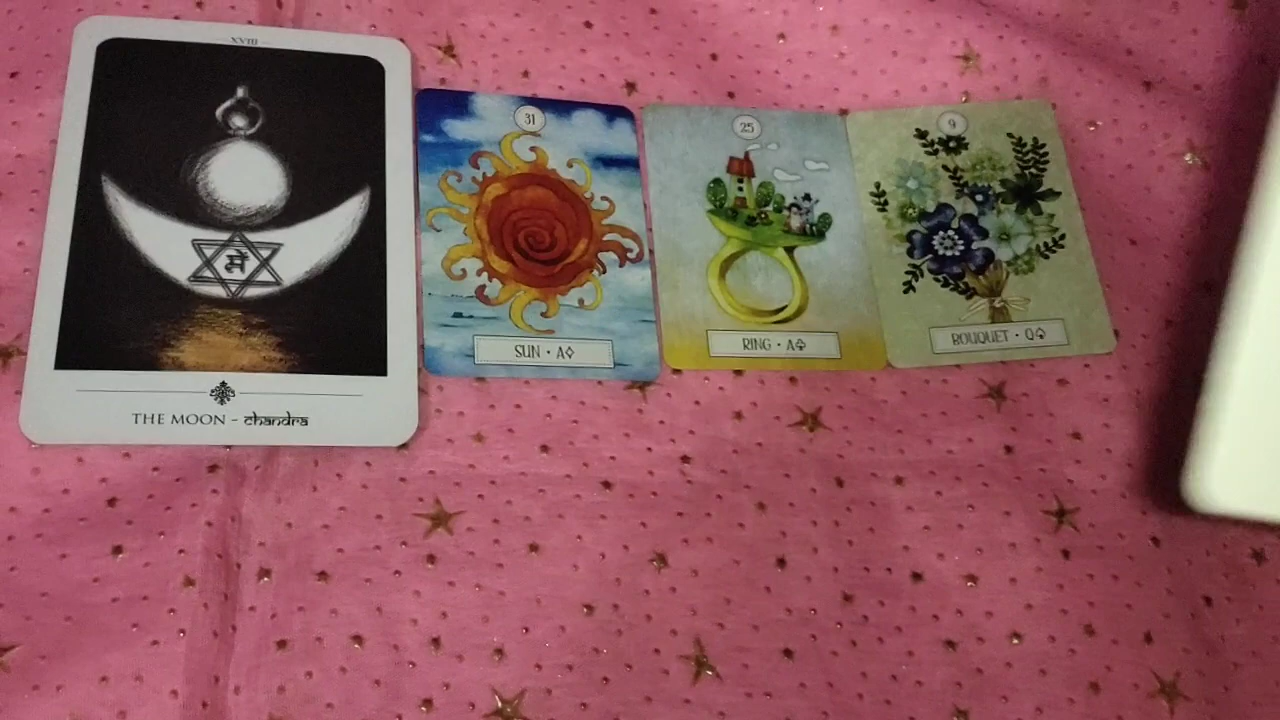 XVIII
में
THE MOON - chandra
31
SUN · A♢
25
RING · A♧
9
BOUQUET · Q♤